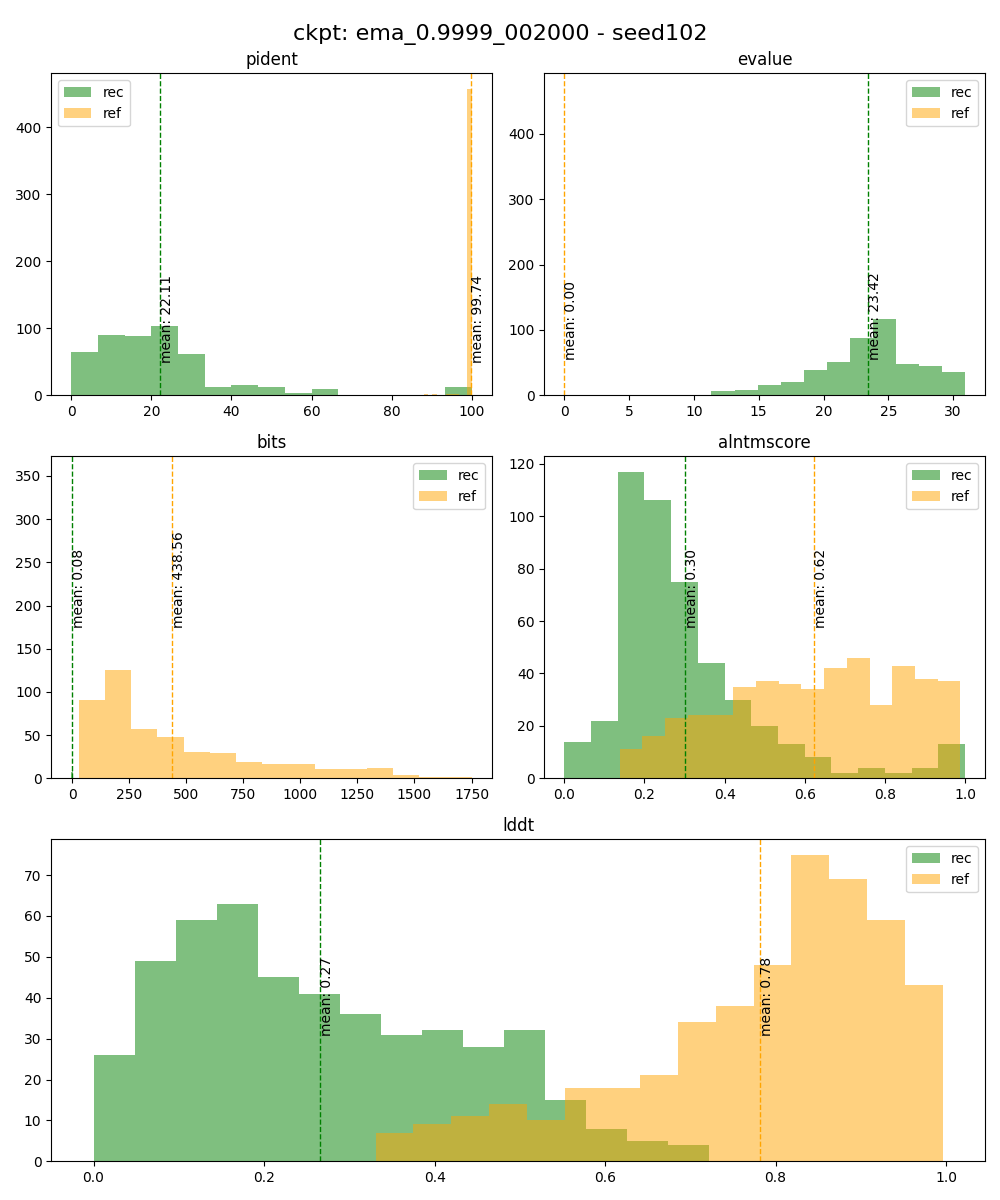 ckpt: ema_0.9999_002000 - seed102
pident
rec
ref
mean: 22.11
mean: 99.74
0
100
200
300
400
0
20
40
60
80
100
evalue
rec
ref
mean: 0.00
mean: 23.42
0
100
200
300
400
0
5
10
15
20
25
30
bits
rec
ref
mean: 0.08
mean: 438.56
0
50
100
150
200
250
300
350
0
250
500
750
1000
1250
1500
1750
alntmscore
rec
ref
mean: 0.30
mean: 0.62
0
20
40
60
80
100
120
0.0
0.2
0.4
0.6
0.8
1.0
lddt
rec
ref
mean: 0.27
mean: 0.78
0
10
20
30
40
50
60
70
0.0
0.2
0.4
0.6
0.8
1.0